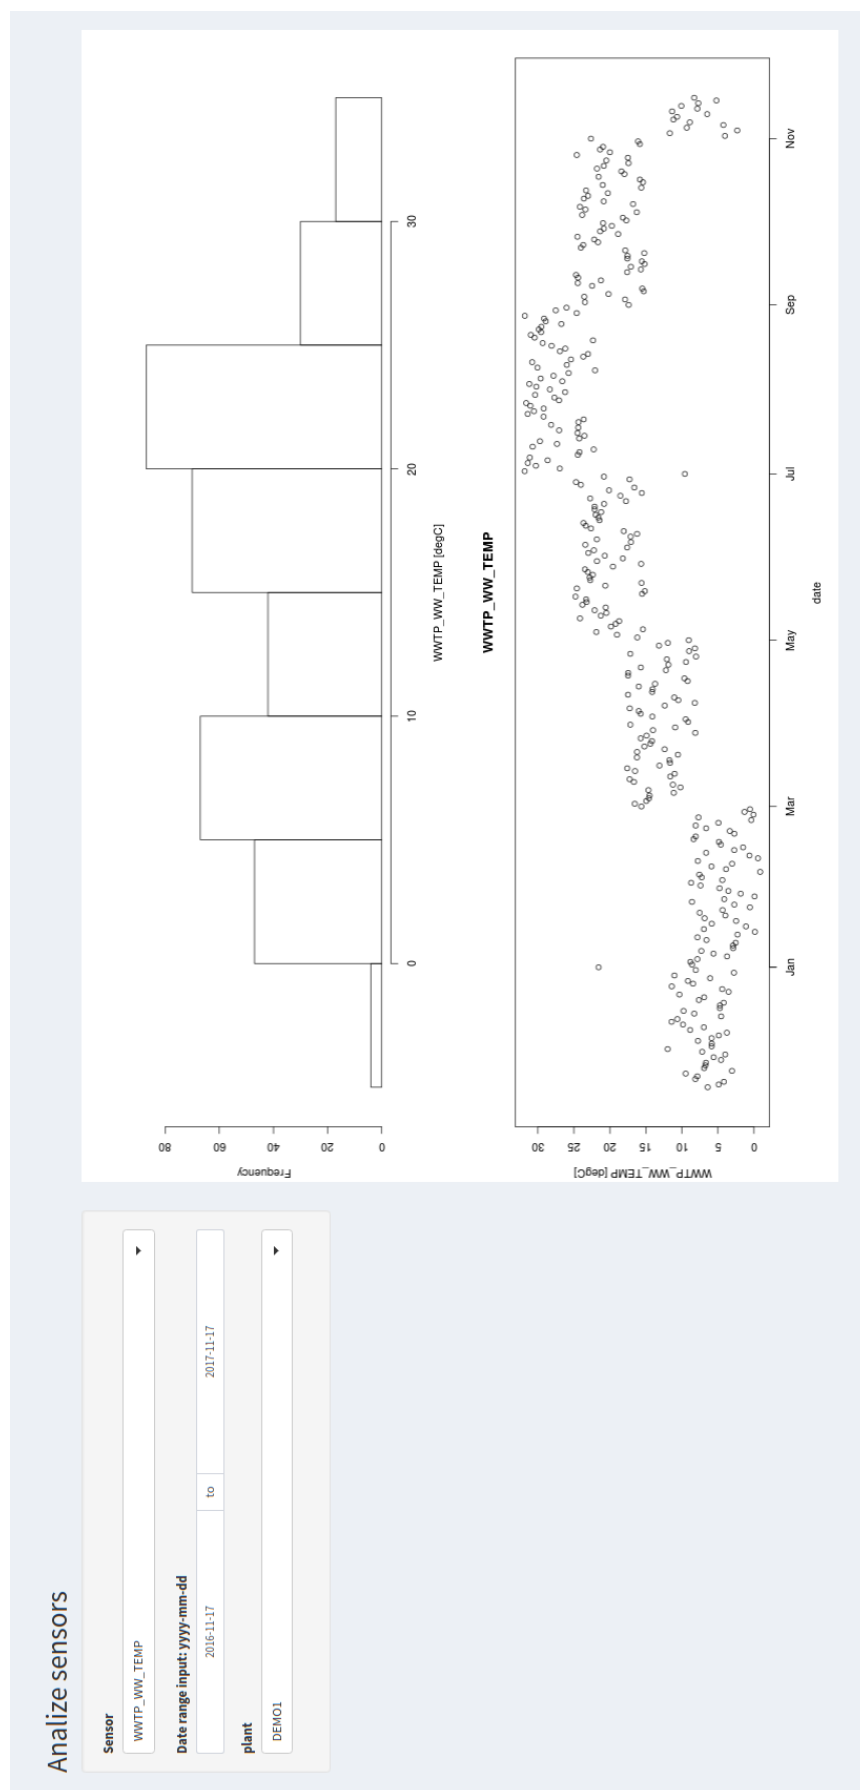 Analize sensors
Sensor
WWTP_WW_TEMP
Date range input: yyyy-mm-dd
2016-11-17 to 2017-11-17
plant
DEMO1
Frequency
0 20 40 60 80
0 10 20 30
WWTP_WW_TEMP [degC]
WWTP_WW_TEMP
WWTP_WW_TEMP [degC]
0 5 10 15 20 25 30
Jan Mar May Jul Sep Nov
date